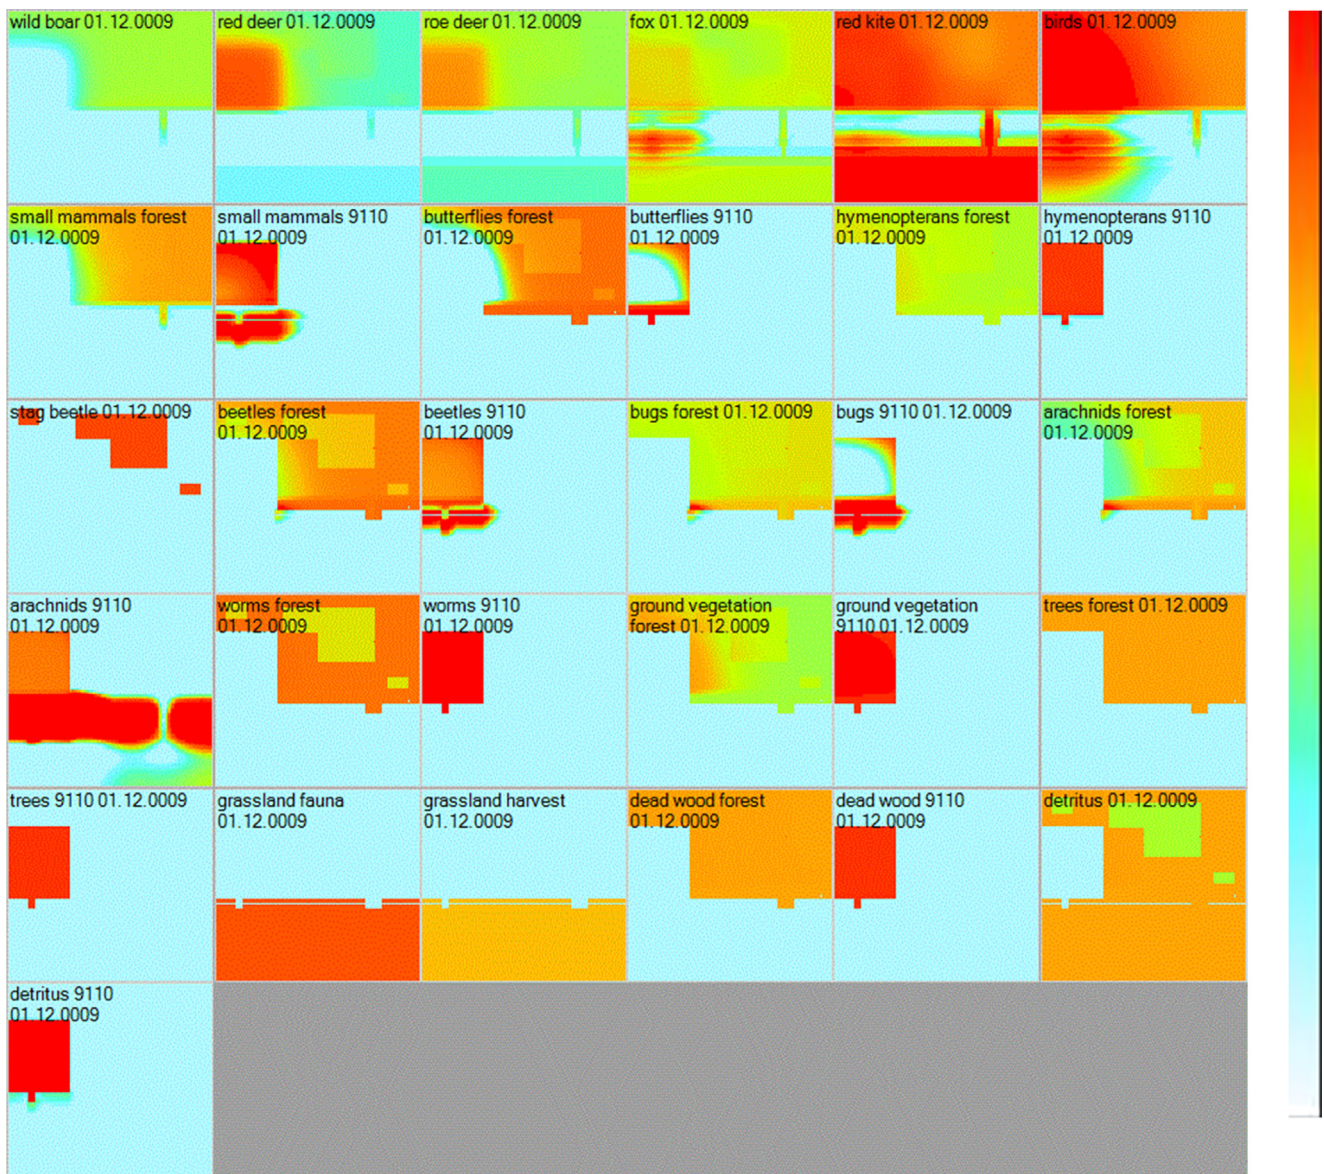 wild boar 01.12.0009
red deer 01.12.0009
roe deer 01.12.0009
fox 01.12.0009
red kite 01.12.0009
birds 01.12.0009
small mammals forest
01.12.0009
small mammals 9110
01.12.0009
butterflies forest
01.12.0009
butterflies 9110
01.12.0009
hymenopterans forest
01.12.0009
hymenopterans 9110
01.12.0009
stag beetle 01.12.0009
beetles forest
01.12.0009
beetles 9110
01.12.0009
bugs forest 01.12.0009
bugs 9110 01.12.0009
arachnids forest
01.12.0009
arachnids 9110
01.12.0009
worms forest
01.12.0009
worms 9110
01.12.0009
ground vegetation
forest 01.12.0009
ground vegetation
9110 01.12.0009
trees forest 01.12.0009
trees 9110 01.12.0009
grassland fauna
01.12.0009
grassland harvest
01.12.0009
dead wood forest
01.12.0009
dead wood 9110
01.12.0009
detritus 01.12.0009
detritus 9110
01.12.0009